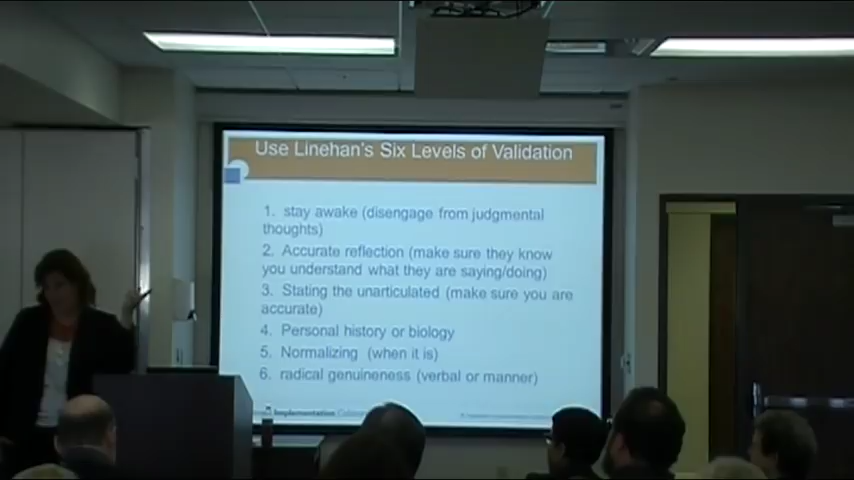 Use Linehan's Six Levels of Validation
1. stay awake (disengage from judgmental
thoughts)
2. Accurate reflection (make sure they know
you understand what they are saying/doing)
3. Stating the unarticulated (make sure you are
accurate)
4. Personal history or biology
5. Normalizing (when it is)
6. radical genuineness (verbal or manner)
Implementation